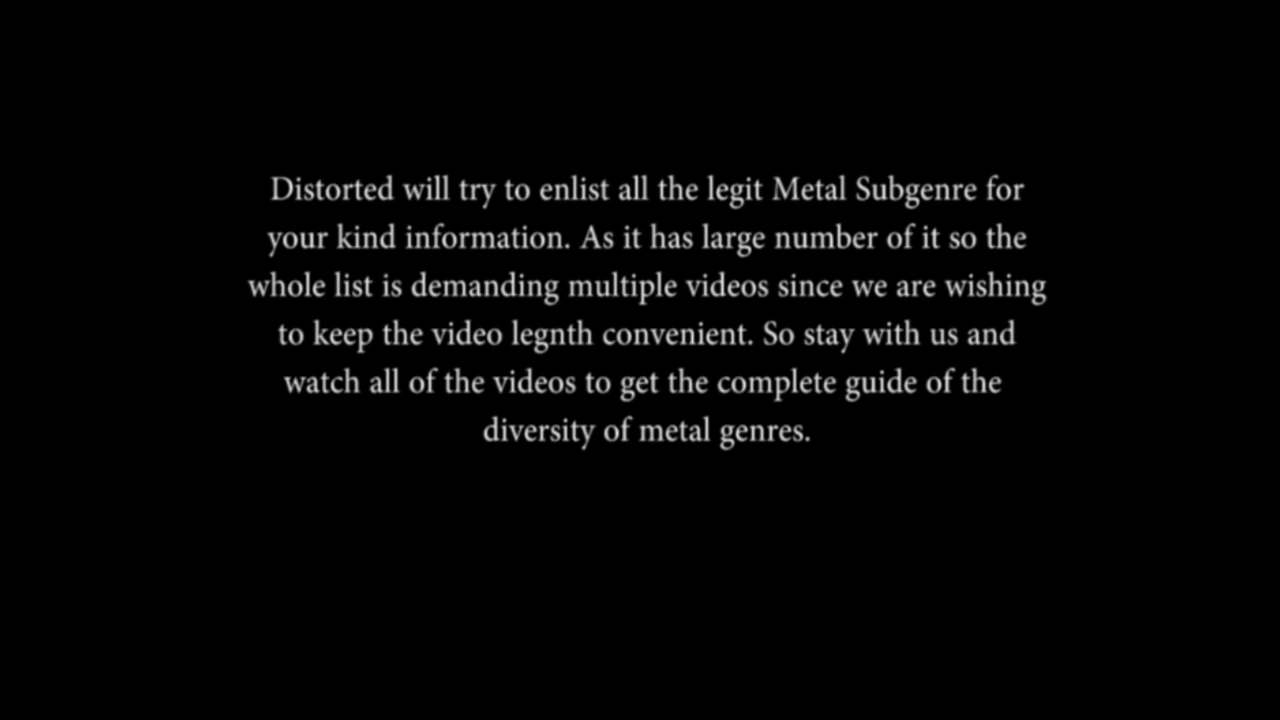 Distorted will try to enlist all the legit Metal Subgenre for
your kind information. As it has large number of it so the
whole list is demanding multiple videos since we are wishing
to keep the video legnth convenient. So stay with us and
watch all of the videos to get the complete guide of the
diversity of metal genres.